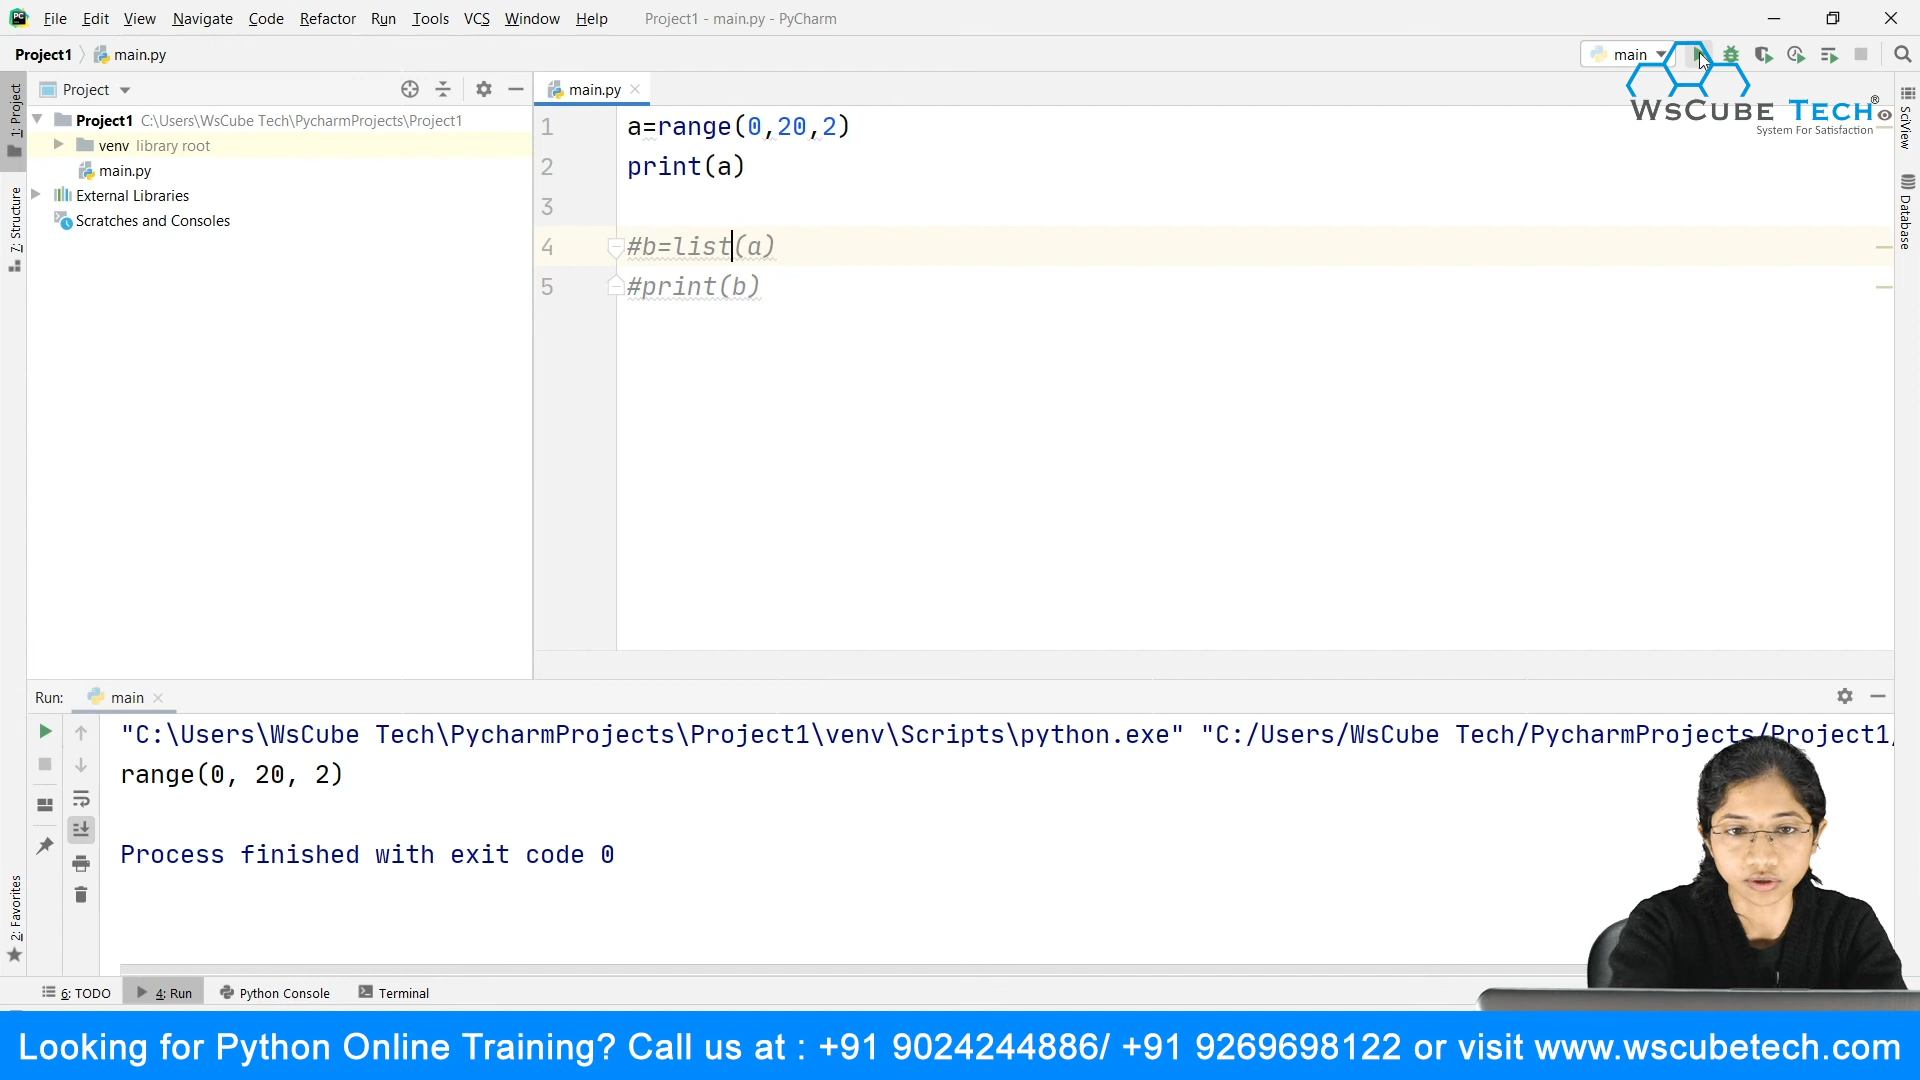 File Edit View Navigate Code Refactor Run Tools VCS Window Help Project1 - main.py - PyCharm
Project1 main.py main
WsCube Tech®
System For Satisfaction
1: Project
Project main.py
Project1 C:\Users\WsCube Tech\PycharmProjects\Project1
venv library root
main.py
External Libraries
Scratches and Consoles
7: Structure
SciView
Database
1 a=range(0,20,2)
2 print(a)
3
4 #b=list(a)
5 #print(b)
Run: main
"C:\Users\WsCube Tech\PycharmProjects\Project1\venv\Scripts\python.exe" "C:/Users/WsCube Tech/PycharmProjects/Project1/
range(0, 20, 2)
Process finished with exit code 0
2: Favorites
6: TODO 4: Run Python Console Terminal
Looking for Python Online Training? Call us at : +91 9024244886/ +91 9269698122 or visit www.wscubetech.com